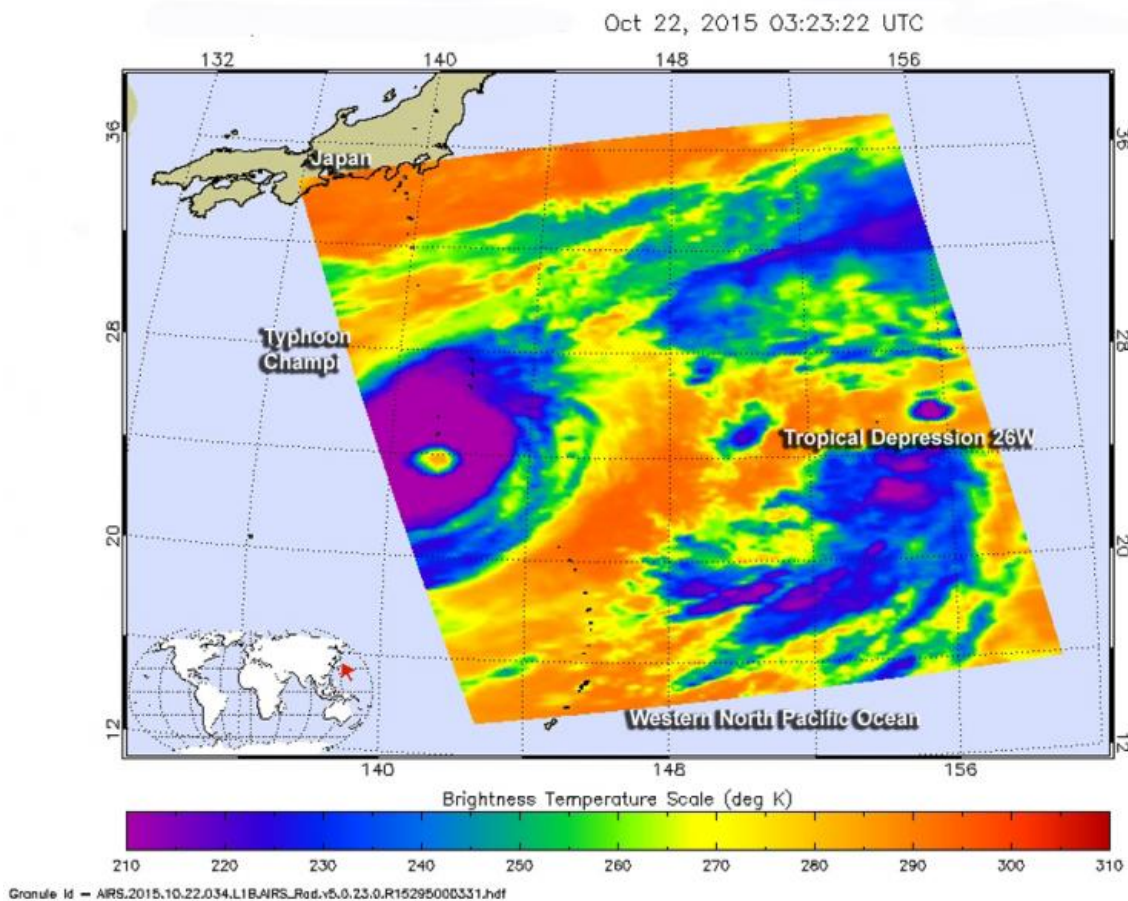 Oct 22, 2015 03:23:22 UTC
132 140 148 156
36 36
Japan
28 28
Typhoon
Champi
Tropical Depression 26W
20 20
Western North Pacific Ocean
12 12
140 148 156
Brightness Temperature Scale (deg K)
210 220 230 240 250 260 270 280 290 300 310
Granule Id – AIRS.2015.10.22.034.L1B.AIRS_Rad.v5.0.23.0.R15295000331.hdf